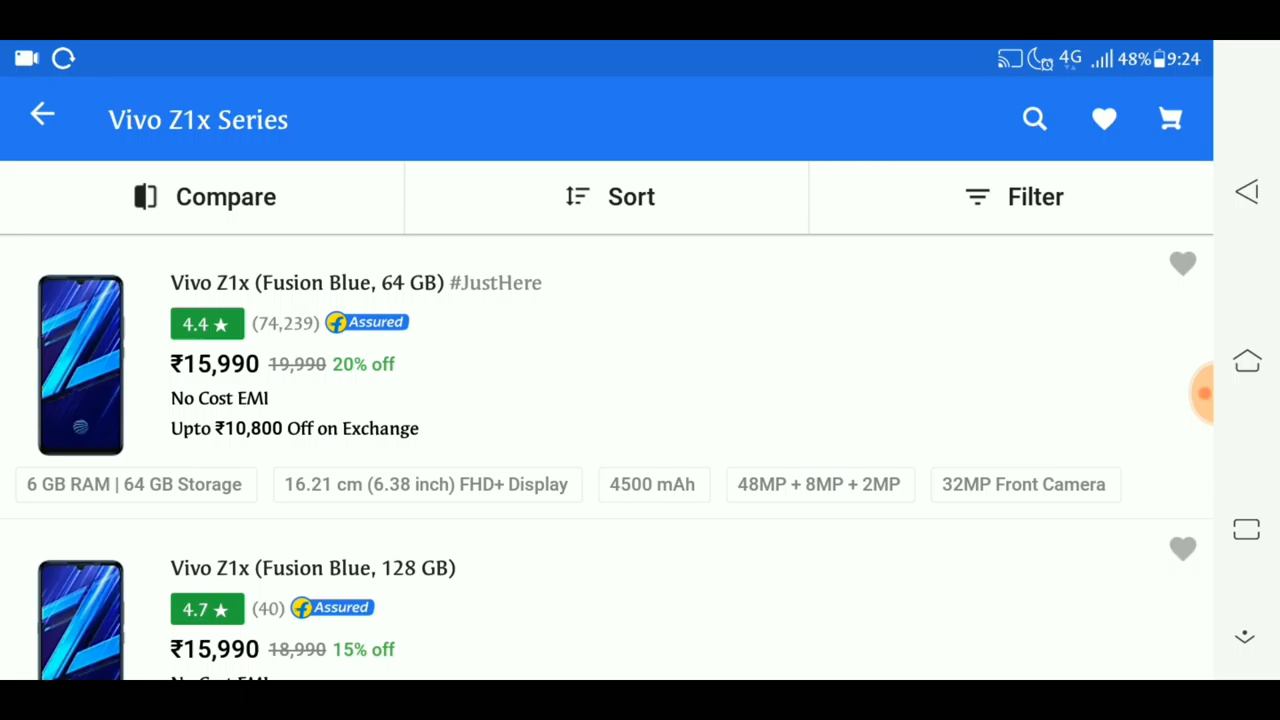 4G 48% 9:24
Vivo Z1x Series
Compare Sort Filter
Vivo Z1x (Fusion Blue, 64 GB) #JustHere
4.4 ★ (74,239) f Assured
₹15,990 19,990 20% off
No Cost EMI
Upto ₹10,800 Off on Exchange
6 GB RAM | 64 GB Storage 16.21 cm (6.38 inch) FHD+ Display 4500 mAh 48MP + 8MP + 2MP 32MP Front Camera
Vivo Z1x (Fusion Blue, 128 GB)
4.7 ★ (40) f Assured
₹15,990 18,990 15% off